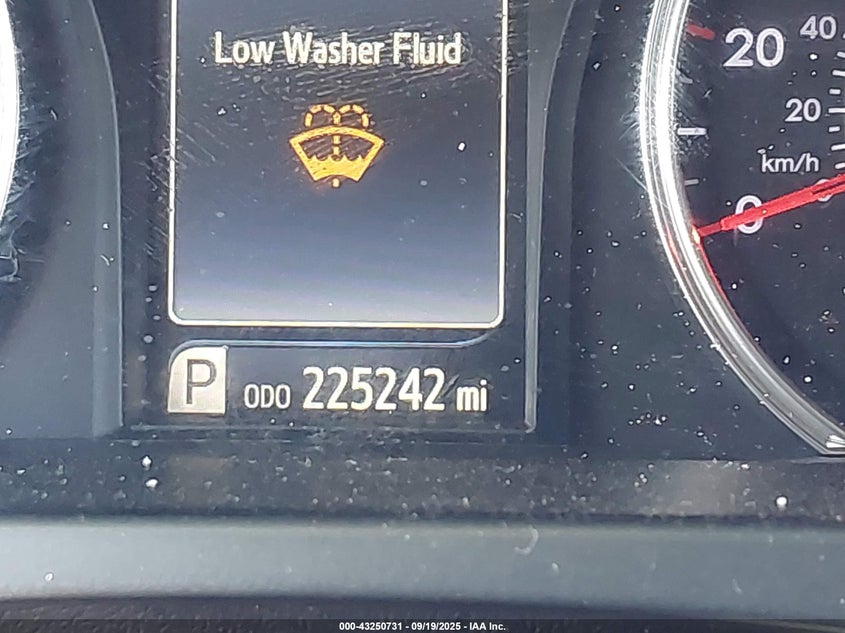 Low Washer Fluid
20
40
20
km/h
0
P ODO 225242 mi
000-43250731 - 09/19/2025 - IAA Inc.